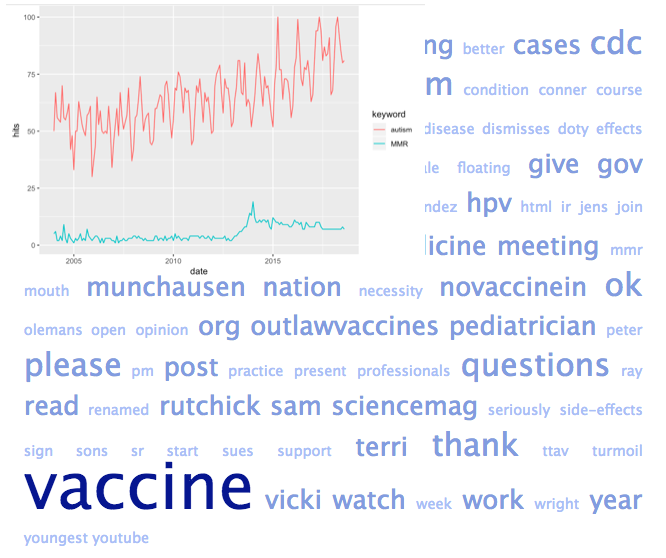 100
75
50
25
0
hits
2005 2010 2015
date
keyword
autism
MMR
ng better cases cdc
m condition conner course
disease dismisses doty effects
floating give gov
ndez hpv html ir jens join
dicine meeting mmr
mouth munchausen nation necessity novaccinein ok
olemans open opinion org outlawvaccines pediatrician peter
please pm post practice present professionals questions ray
read renamed rutchick sam sciencemag seriously side-effects
sign sons sr start sues support terri thank ttav turmoil
vaccine vicki watch week work wright year
youngest youtube